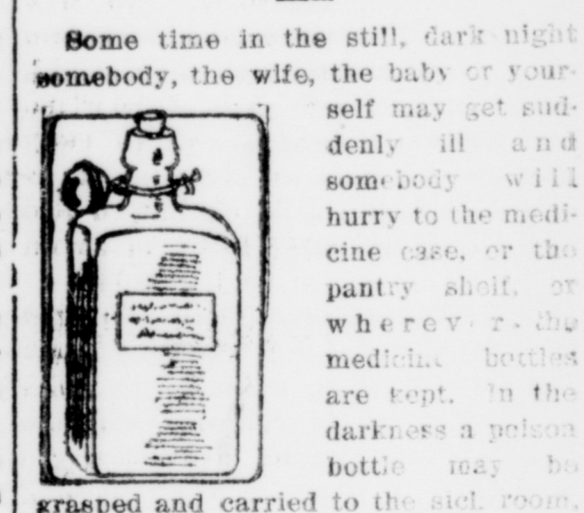 Some time in the still, dark night
somebody, the wife, the baby or your-
self may get sud-
denly ill and
somebody will
hurry to the medi-
cine case, or the
pantry shelf, or
wherever the
medicine bottles
are kept. In the
darkness a poison
bottle may be
grasped and carried to the sick room,